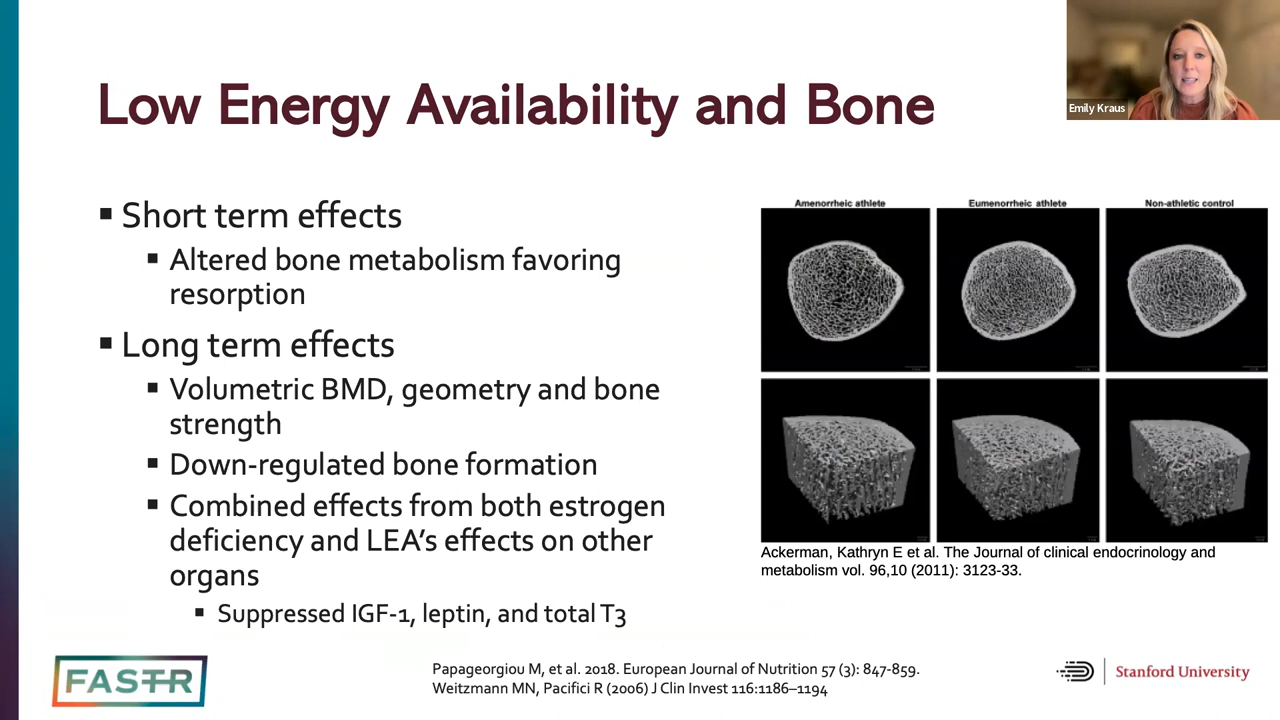 Low Energy Availability and Bone
Emily Kraus
▪ Short term effects
▪ Altered bone metabolism favoring
resorption
▪ Long term effects
▪ Volumetric BMD, geometry and bone
strength
▪ Down-regulated bone formation
▪ Combined effects from both estrogen
deficiency and LEA’s effects on other
organs
▪ Suppressed IGF-1, leptin, and total T3
Amenorrheic athlete
Eumenorrheic athlete
Non-athletic control
Ackerman, Kathryn E et al. The Journal of clinical endocrinology and
metabolism vol. 96,10 (2011): 3123-33.
FASTR
Papageorgiou M, et al. 2018. European Journal of Nutrition 57 (3): 847-859.
Weitzmann MN, Pacifici R (2006) J Clin Invest 116:1186–1194
Stanford University